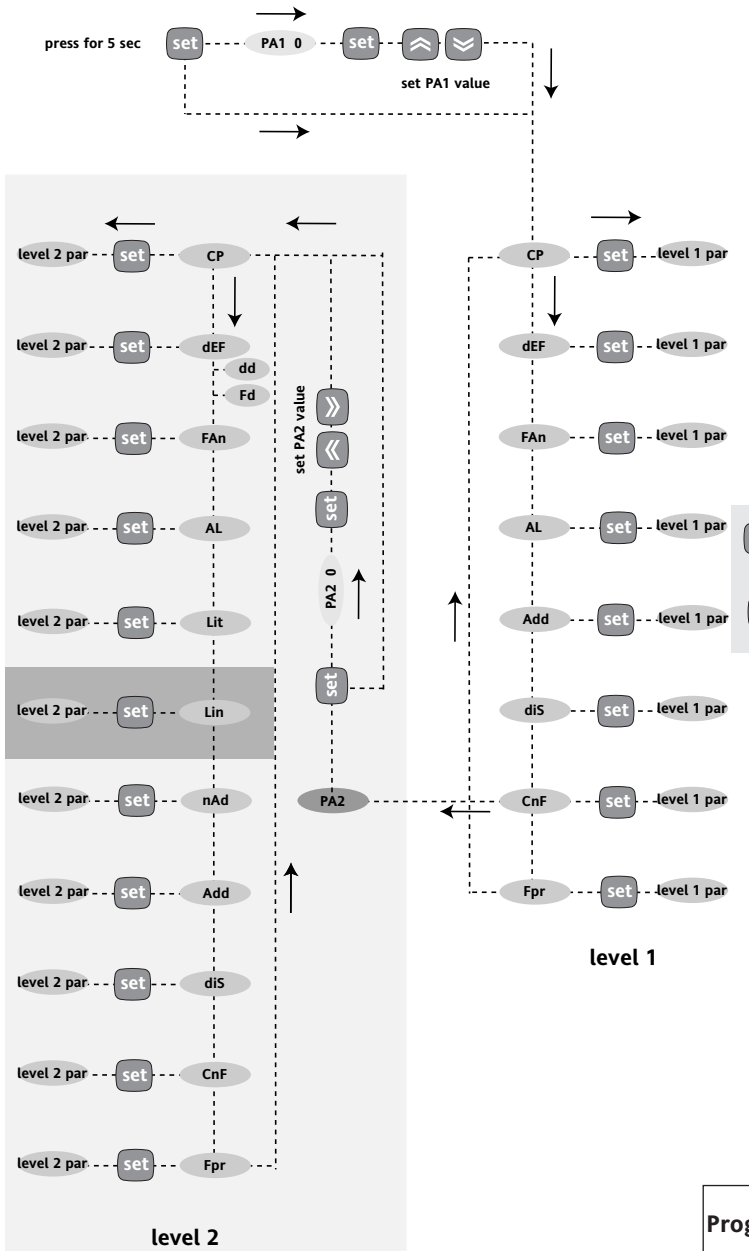 press for 5 sec set PA1 0 set
set PA1 value
level 2 par set CP
CP set level 1 par
level 2 par set dEF
dd
Fd
dEF set level 1 par
level 2 par set FAn
set PA2 value
FAn set level 1 par
level 2 par set AL
set
AL set level 1 par
PA2 0
level 2 par set Lit
Add set level 1 par
set
level 2 par set Lin
diS set level 1 par
level 2 par set nAd
PA2
CnF set level 1 par
level 2 par set Add
Fpr set level 1 par
level 1
level 2 par set diS
level 2 par set CnF
level 2 par set Fpr
level 2